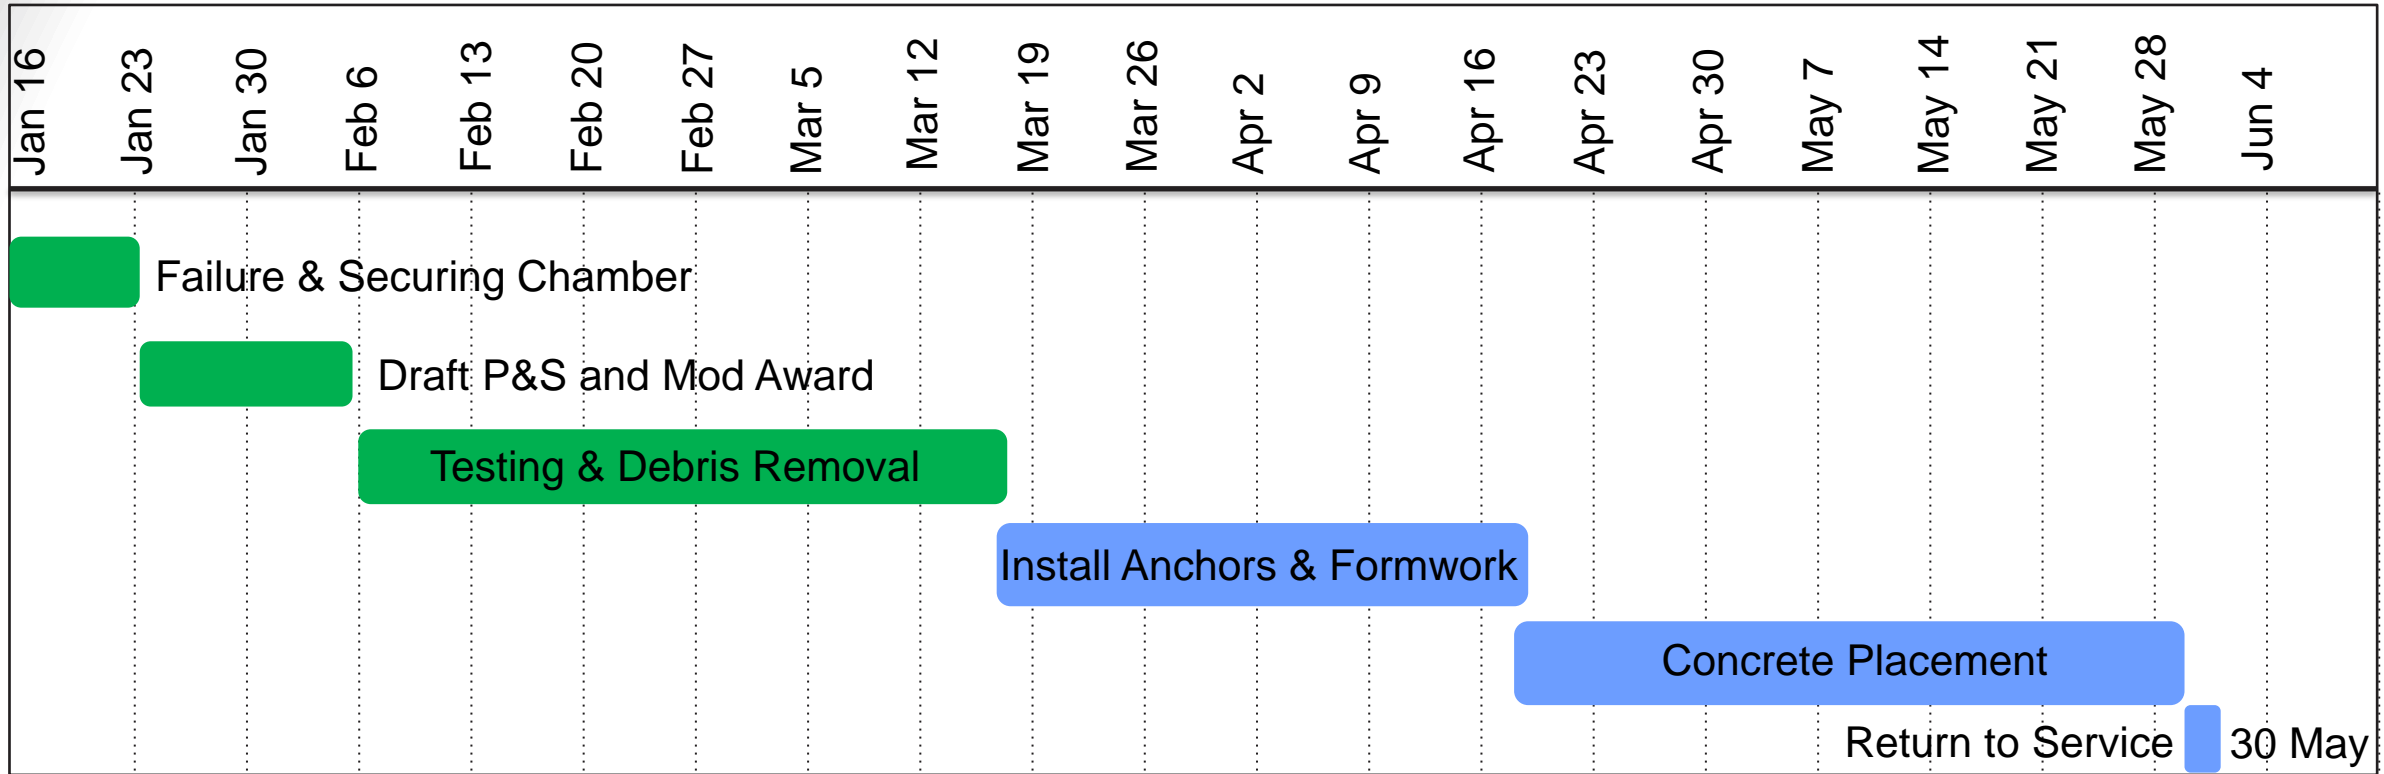 Jan 16
Jan 23
Jan 30
Feb 6
Feb 13
Feb 20
Feb 27
Mar 5
Mar 12
Mar 19
Mar 26
Apr 2
Apr 9
Apr 16
Apr 23
Apr 30
May 7
May 14
May 21
May 28
Jun 4
Failure & Securing Chamber
Draft P&S and Mod Award
Testing & Debris Removal
Install Anchors & Formwork
Concrete Placement
Return to Service
30 May